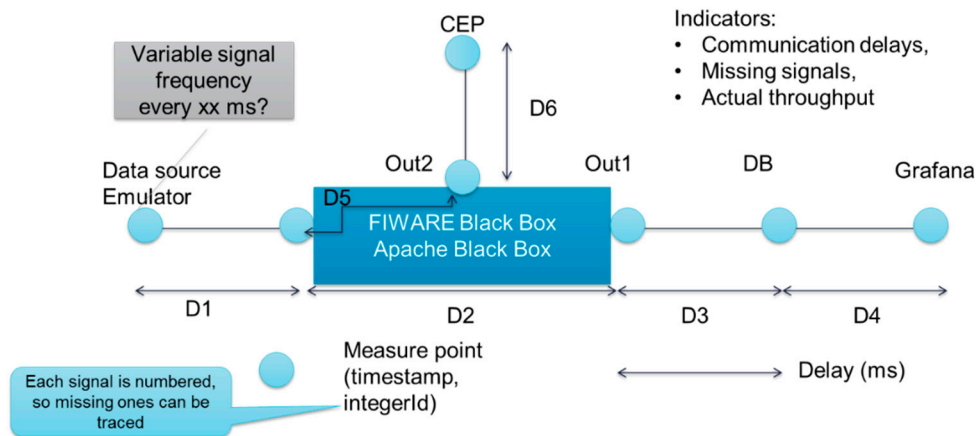 CEP
Indicators:
• Communication delays,
• Missing signals,
• Actual throughput
Variable signal
frequency
every xx ms?
D6
Data source
Emulator
Out2
Out1
DB
Grafana
D5
FIWARE Black Box
Apache Black Box
D1
D2
D3
D4
Measure point
(timestamp,
integerId)
Delay (ms)
Each signal is numbered,
so missing ones can be
traced